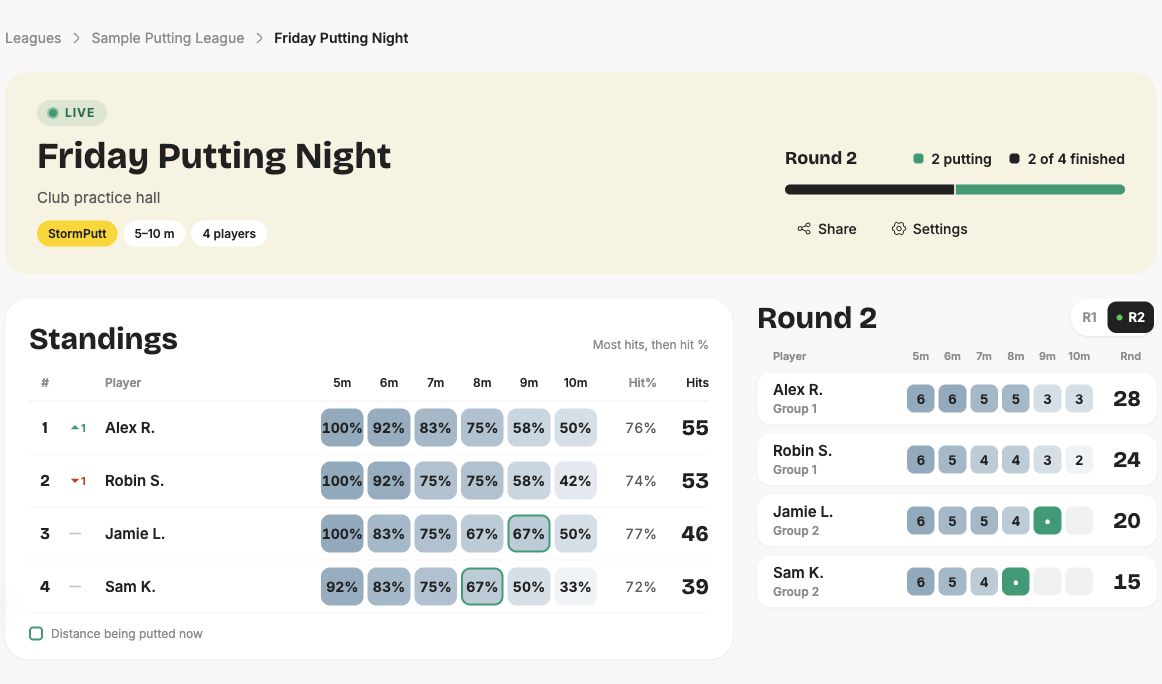 Leagues > Sample Putting League > Friday Putting Night
LIVE
Friday Putting Night
Club practice hall
StormPutt 5–10 m 4 players
Round 2 2 putting 2 of 4 finished
Share Settings
Standings
Most hits, then hit %
# Player 5m 6m 7m 8m 9m 10m Hit% Hits
1 1 Alex R. 100% 92% 83% 75% 58% 50% 76% 55
2 1 Robin S. 100% 92% 75% 75% 58% 42% 74% 53
3 — Jamie L. 100% 83% 75% 67% 67% 50% 77% 46
4 — Sam K. 92% 83% 75% 67% 50% 33% 72% 39
Distance being putted now
Round 2
R1 R2
Player 5m 6m 7m 8m 9m 10m Rnd
Alex R.
Group 1
6 6 5 5 3 3 28
Robin S.
Group 1
6 5 4 4 3 2 24
Jamie L.
Group 2
6 5 5 4 • 20
Sam K.
Group 2
6 5 4 • 15